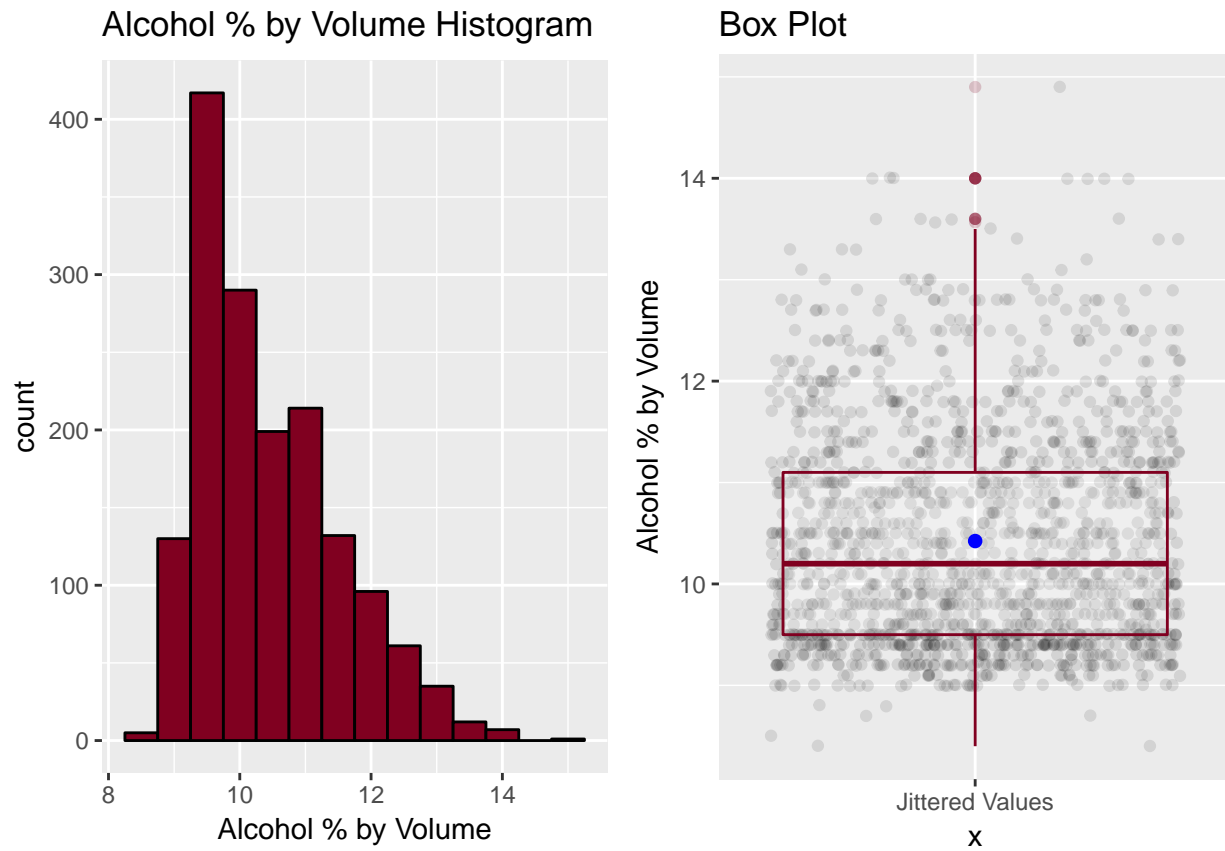 Alcohol % by Volume Histogram
400
300
200
100
0
count
8 10 12 14
Alcohol % by Volume
Box Plot
14
12
10
Alcohol % by Volume
Jittered Values
x